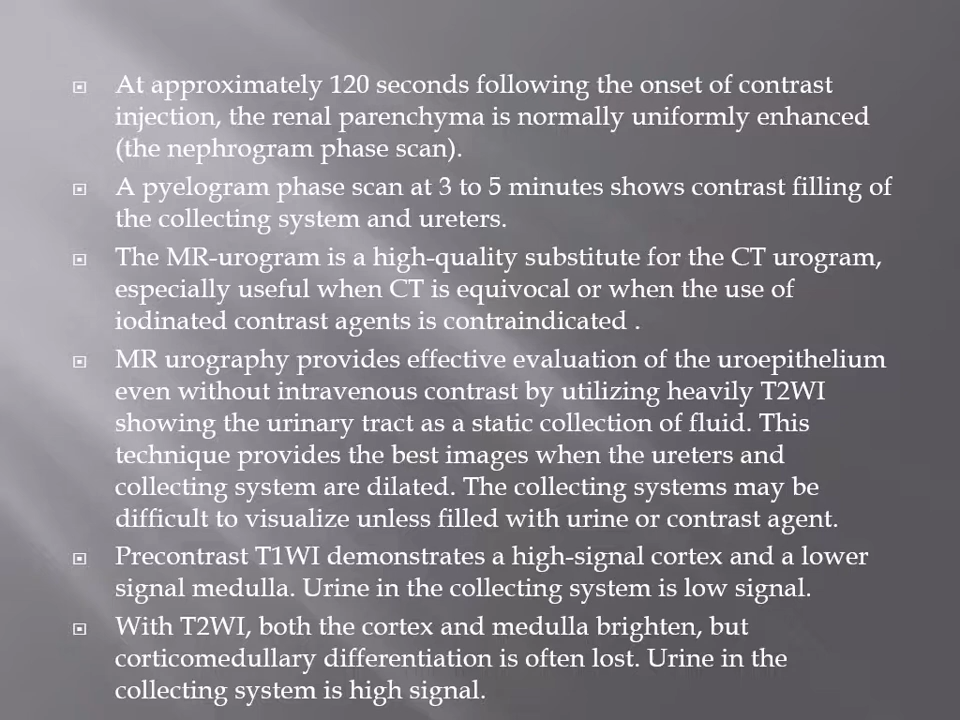 At approximately 120 seconds following the onset of contrast
injection, the renal parenchyma is normally uniformly enhanced
(the nephrogram phase scan).
A pyelogram phase scan at 3 to 5 minutes shows contrast filling of
the collecting system and ureters.
The MR-urogram is a high-quality substitute for the CT urogram,
especially useful when CT is equivocal or when the use of
iodinated contrast agents is contraindicated .
MR urography provides effective evaluation of the uroepithelium
even without intravenous contrast by utilizing heavily T2WI
showing the urinary tract as a static collection of fluid. This
technique provides the best images when the ureters and
collecting system are dilated. The collecting systems may be
difficult to visualize unless filled with urine or contrast agent.
Precontrast T1WI demonstrates a high-signal cortex and a lower
signal medulla. Urine in the collecting system is low signal.
With T2WI, both the cortex and medulla brighten, but
corticomedullary differentiation is often lost. Urine in the
collecting system is high signal.